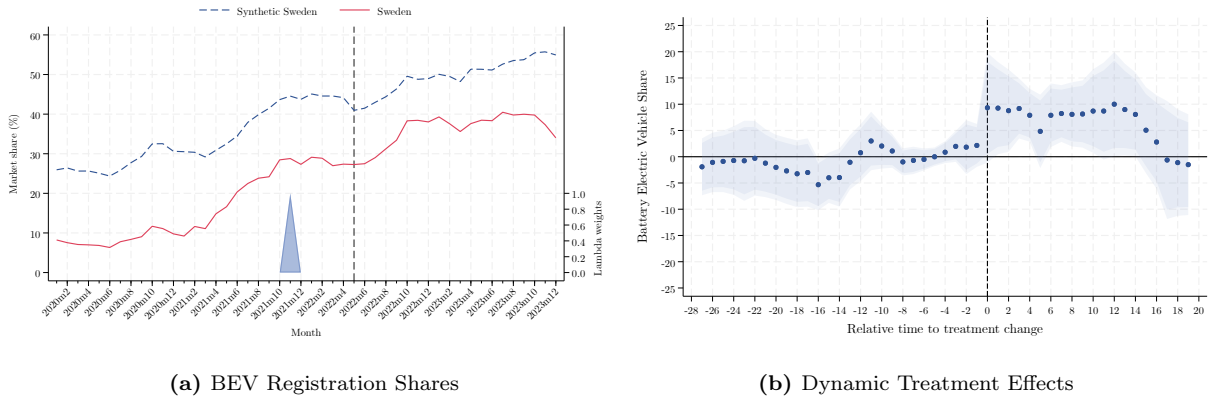 Synthetic Sweden Sweden
Market share (%)
60
50
40
30
20
10
0
1.0
0.8
0.6
0.4
0.2
0.0
Lambda weights
2020m2 2020m4 2020m6 2020m8 2020m10 2020m12 2021m2 2021m4 2021m6 2021m8 2021m10 2021m12 2022m2 2022m4 2022m6 2022m8 2022m10 2022m12 2023m2 2023m4 2023m6 2023m8 2023m10 2023m12
Month
(a) BEV Registration Shares
Battery Electric Vehicle Share
25
20
15
10
5
0
-5
-10
-15
-20
-25
-28 -26 -24 -22 -20 -18 -16 -14 -12 -10 -8 -6 -4 -2 0 2 4 6 8 10 12 14 16 18 20
Relative time to treatment change
(b) Dynamic Treatment Effects